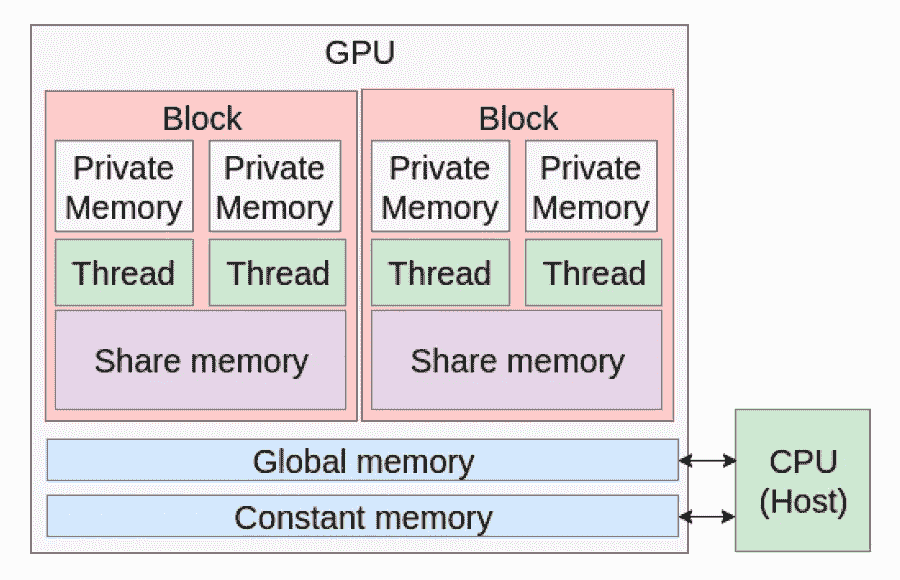 GPU
Block
Private
Memory
Private
Memory
Thread
Thread
Share memory
Block
Private
Memory
Private
Memory
Thread
Thread
Share memory
Global memory
Constant memory
CPU
(Host)